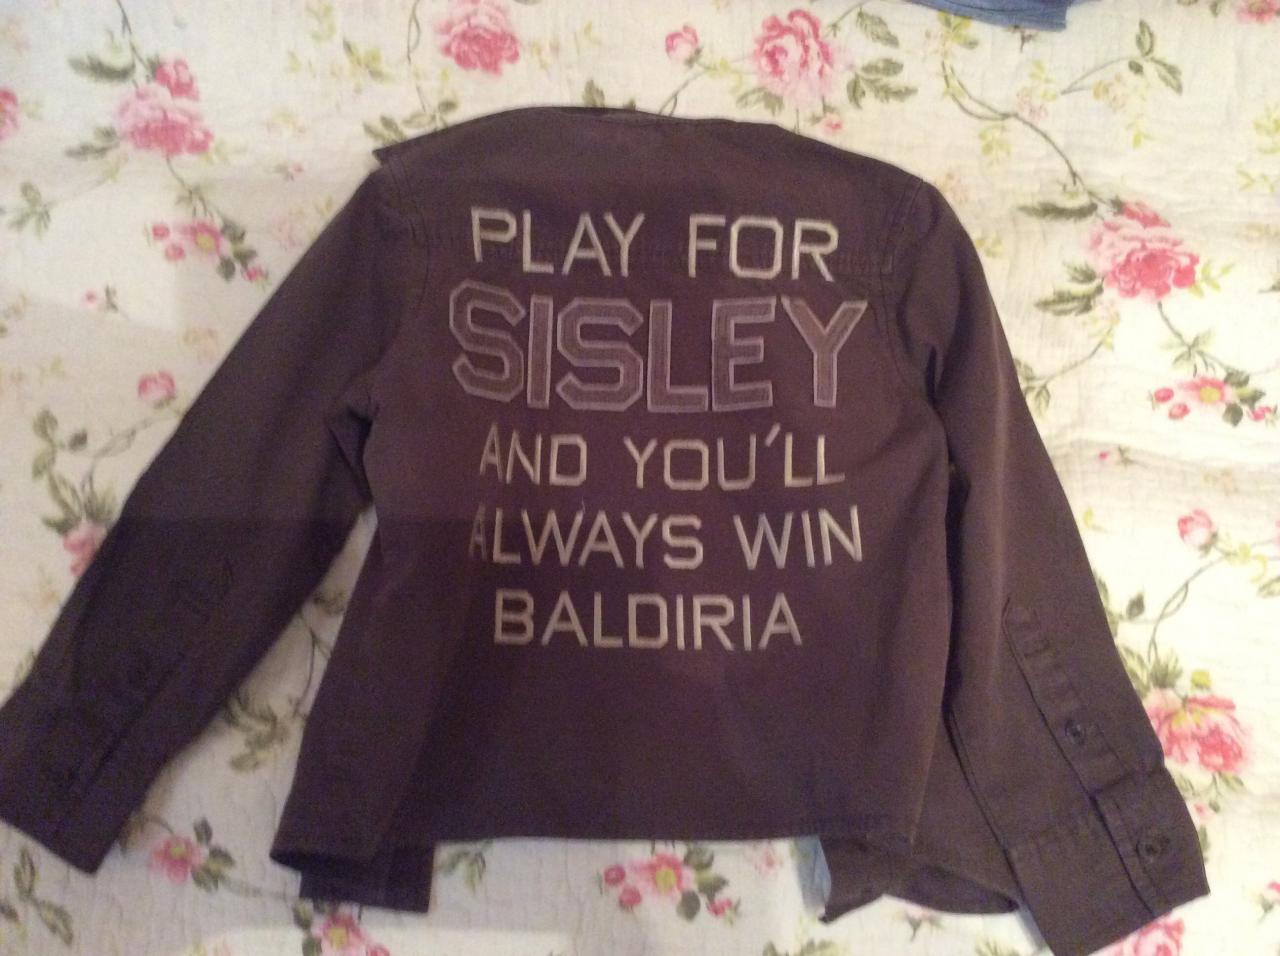 PLAY FOR
SISLEY
AND YOU'LL
ALWAYS WIN
BALDIRIA